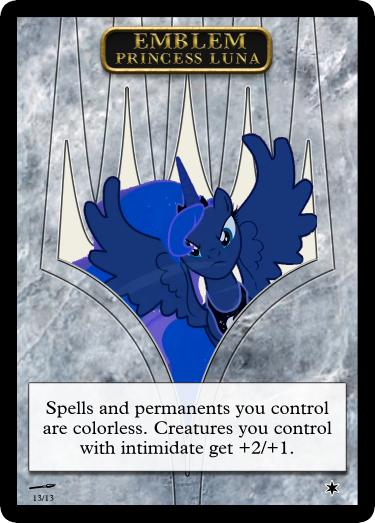 EMBLEM
PRINCESS LUNA
Spells and permanents you control
are colorless. Creatures you control
with intimidate get +2/+1.
13/13